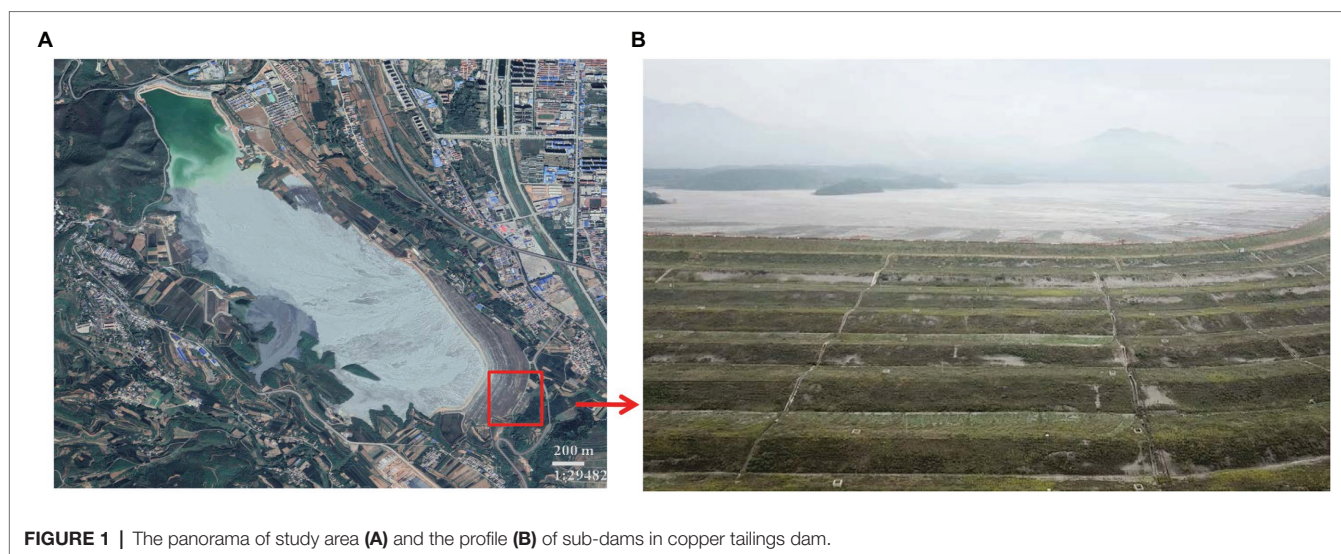 A
B
200 m
1:29482
FIGURE 1 | The panorama of study area (A) and the profile (B) of sub-dams in copper tailings dam.